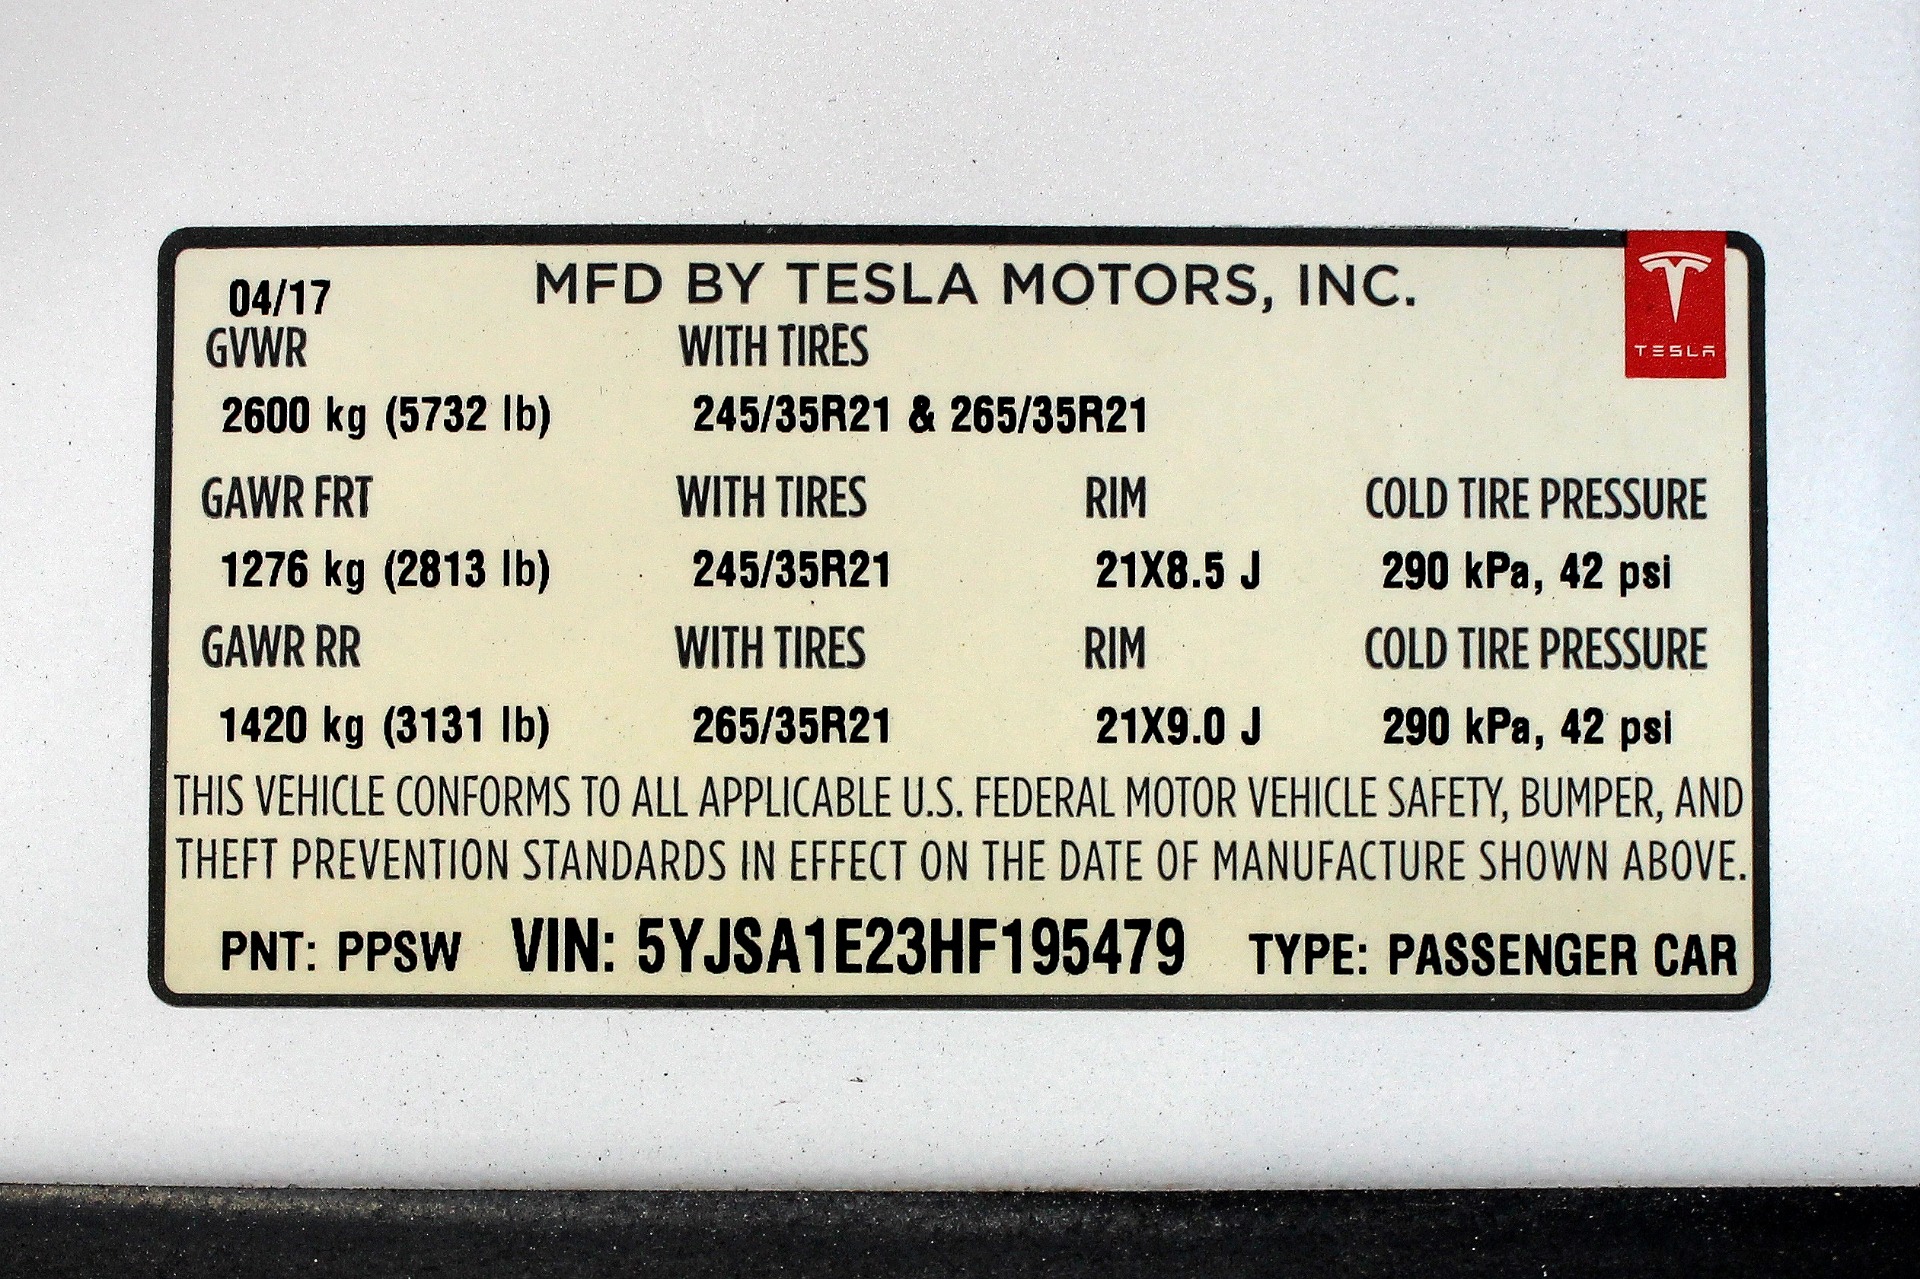 04/17 MFD BY TESLA MOTORS, INC.
TESLA
GVWR WITH TIRES
2600 kg (5732 lb) 245/35R21 & 265/35R21
GAWR FRT WITH TIRES RIM COLD TIRE PRESSURE
1276 kg (2813 lb) 245/35R21 21X8.5 J 290 kPa, 42 psi
GAWR RR WITH TIRES RIM COLD TIRE PRESSURE
1420 kg (3131 lb) 265/35R21 21X9.0 J 290 kPa, 42 psi
THIS VEHICLE CONFORMS TO ALL APPLICABLE U.S. FEDERAL MOTOR VEHICLE SAFETY, BUMPER, AND
THEFT PREVENTION STANDARDS IN EFFECT ON THE DATE OF MANUFACTURE SHOWN ABOVE.
PNT: PPSW VIN: 5YJSA1E23HF195479 TYPE: PASSENGER CAR